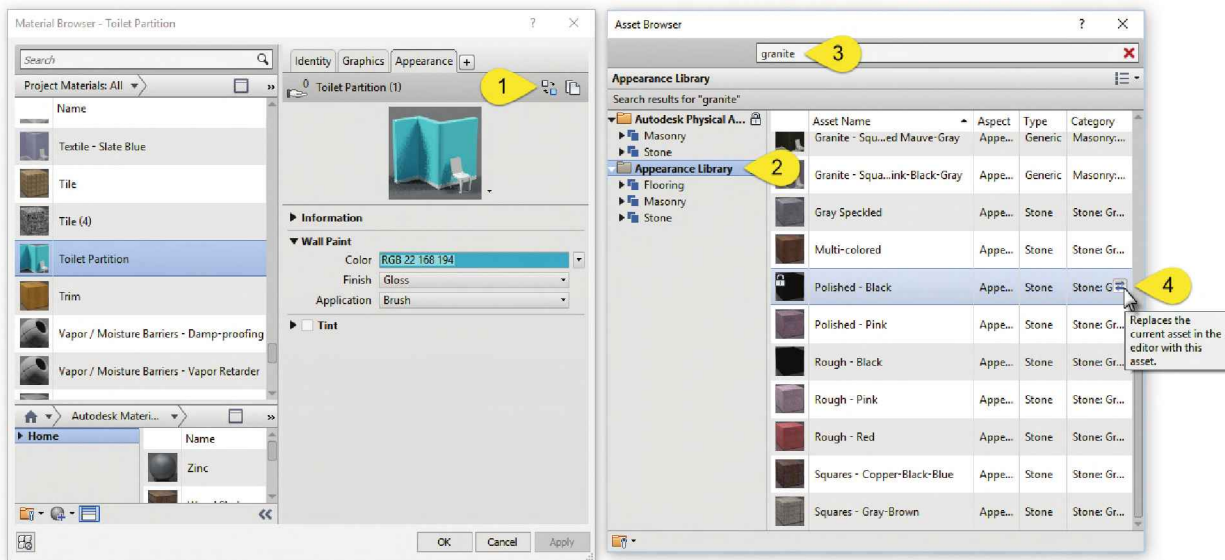 Material Browser - Toilet Partition
?
Search
Project Materials: All
»
Name
Textile - Slate Blue
Tile
Tile (4)
Toilet Partition
Trim
Vapor / Moisture Barriers - Damp-proofing
Vapor / Moisture Barriers - Vapor Retarder
Autodesk Materi...
»
Home
Name
Zinc
Identity Graphics Appearance +
0 Toilet Partition (1)
1
Information
Wall Paint
Color RGB 22 168 194
Finish Gloss
Application Brush
Tint
OK Cancel Apply
Asset Browser
?
granite
3
Appearance Library
Search results for "granite"
Autodesk Physical A...
Masonry
Stone
Appearance Library
2
Flooring
Masonry
Stone
Asset Name Aspect Type Category
Granite - Squ...ed Mauve-Gray Appe... Generic Masonry:...
Granite - Squa...ink-Black-Gray Appe... Generic Masonry:...
Gray Speckled Appe... Stone Stone: Gr...
Multi-colored Appe... Stone Stone: Gr...
Polished - Black Appe... Stone Stone: G
4
Replaces the
current asset in the
editor with this
asset.
Polished - Pink Appe... Stone Stone: Gr...
Rough - Black Appe... Stone Stone: Gr...
Rough - Pink Appe... Stone Stone: Gr...
Rough - Red Appe... Stone Stone: Gr...
Squares - Copper-Black-Blue Appe... Stone Stone: Gr...
Squares - Gray-Brown Appe... Stone Stone: Gr...